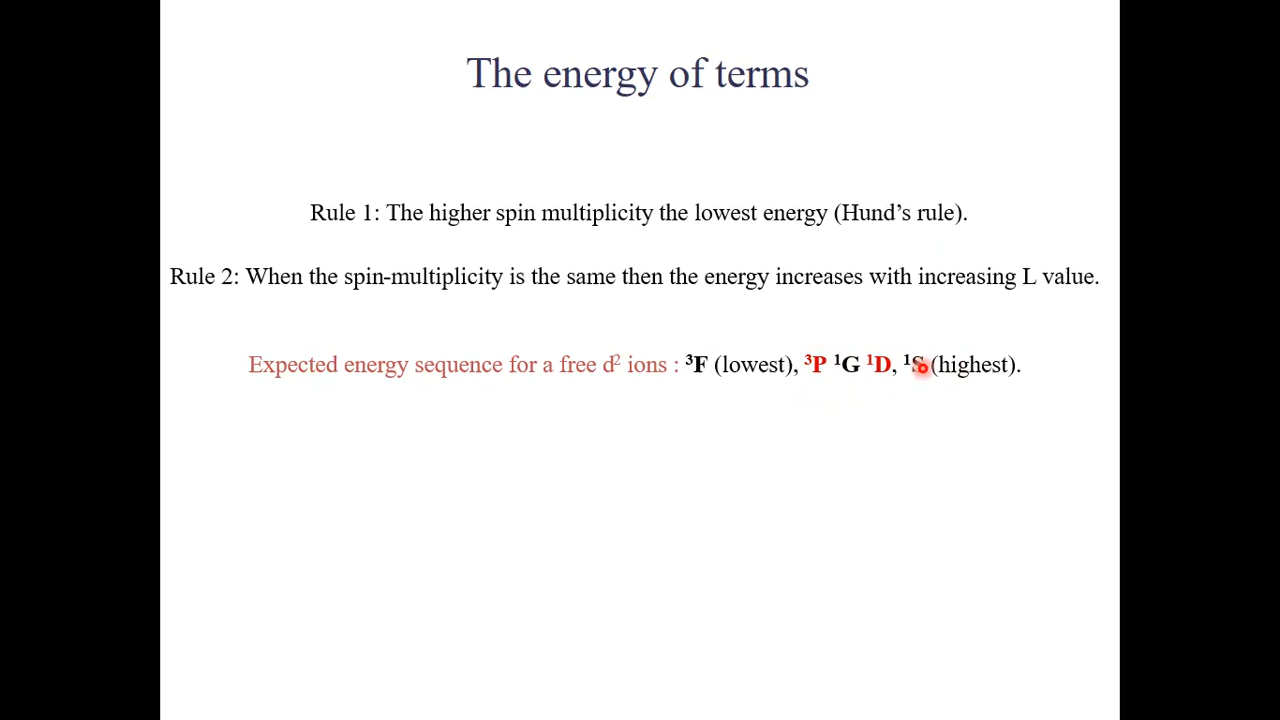 The energy of terms
Rule 1: The higher spin multiplicity the lowest energy (Hund’s rule).
Rule 2: When the spin-multiplicity is the same then the energy increases with increasing L value.
Expected energy sequence for a free d² ions : ³F (lowest), ³P ¹G ¹D, ¹S (highest).